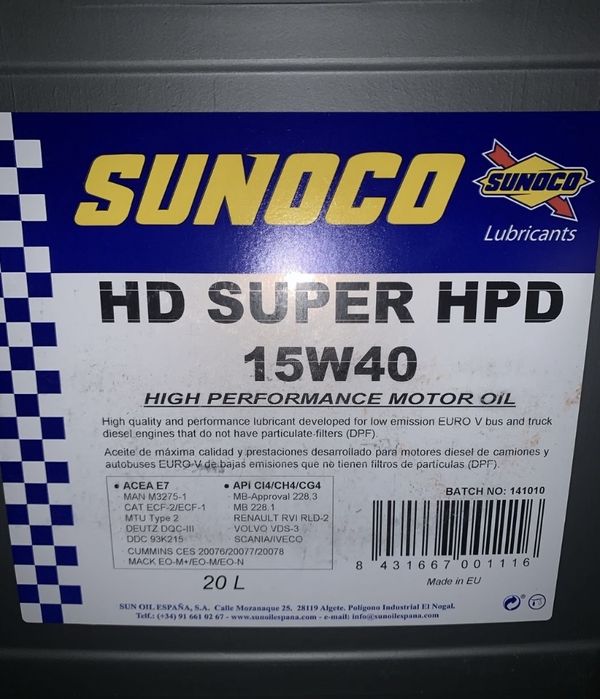 SUNOCO
SUNOCO
Lubricants
HD SUPER HPD
15W40
HIGH PERFORMANCE MOTOR OIL
High quality and performance lubricant developed for low emission EURO V bus and truck
diesel engines that do not have particulate-filters (DPF).
Aceite de máxima calidad y prestaciones desarrollado para motores diesel de camiones y
autobuses EURO-V de bajas emisiones que no tienen filtros de partículas (DPF).
• ACEA E7
MAN M3275-1
CAT ECF-2/ECF-1
MTU Type 2
DEUTZ DQC-III
DDC 93K215
CUMMINS CES 20076/20077/20078
MACK EO-M+/EO-M/EO-N
• API CI4/CH4/CG4
MB-Approval 228.3
MB 228.1
RENAULT RVI RLD-2
VOLVO VDS-3
SCANIA/IVECO
BATCH NO: 141010
8 431667 001116
Made in EU
20 L
SUN OIL ESPAÑA, S.A. Calle Mozanaque 25. 28119 Algete. Polígono Industrial El Nogal.
Telf.: (+34) 91 661 02 67 - www.sunoilespana.com - e-mail: info@sunoilespana.com